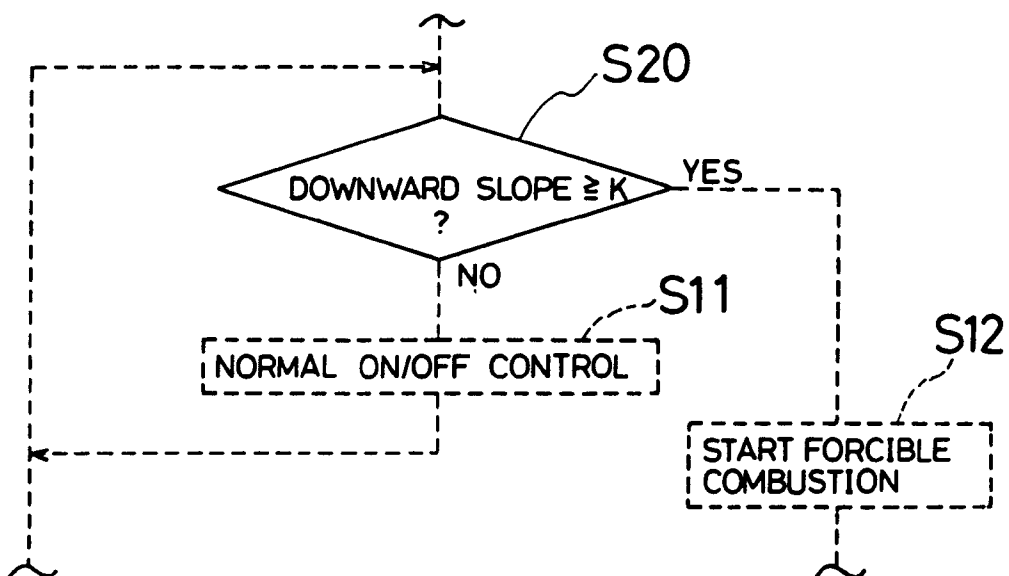 S20
DOWNWARD SLOPE ≧ K
?
YES
NO
S11
NORMAL ON/OFF CONTROL
S12
START FORCIBLE
COMBUSTION